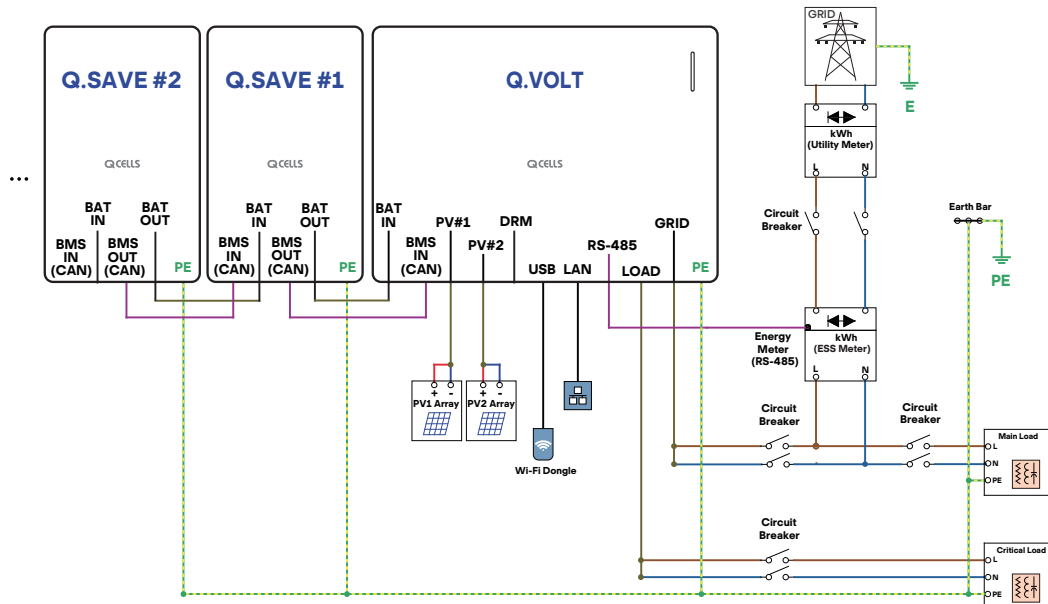 GRID
E
kWh
(Utility Meter)
L
N
Circuit
Breaker
Earth Bar
PE
Q.SAVE #2
Q CELLS
...
BAT
IN
BAT
OUT
BMS
IN
(CAN)
BMS
OUT
(CAN)
PE
Q.SAVE #1
Q CELLS
BAT
IN
BAT
OUT
BMS
IN
(CAN)
BMS
OUT
(CAN)
PE
Q.VOLT
Q CELLS
BAT
IN
BMS
IN
(CAN)
PV#1
PV#2
DRM
USB
LAN
RS-485
LOAD
GRID
PE
Energy
Meter
(RS-485)
kWh
(ESS Meter)
L
N
+ -
PV1 Array
+ -
PV2 Array
Wi-Fi Dongle
Circuit
Breaker
Circuit
Breaker
Main Load
L
N
PE
Circuit
Breaker
Critical Load
L
N
PE